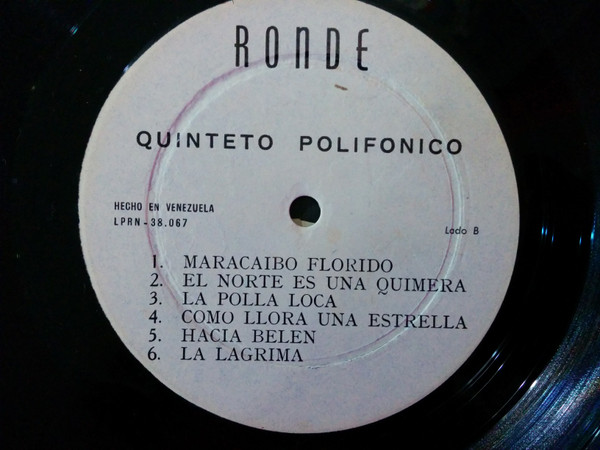 RONDE
QUINTETO POLIFONICO
HECHO EN VENEZUELA
LPRN - 38.067
Lado B
1. MARACAIBO FLORIDO
2. EL NORTE ES UNA QUIMERA
3. LA POLLA LOCA
4. COMO LLORA UNA ESTRELLA
5. HACIA BELEN
6. LA LAGRIMA